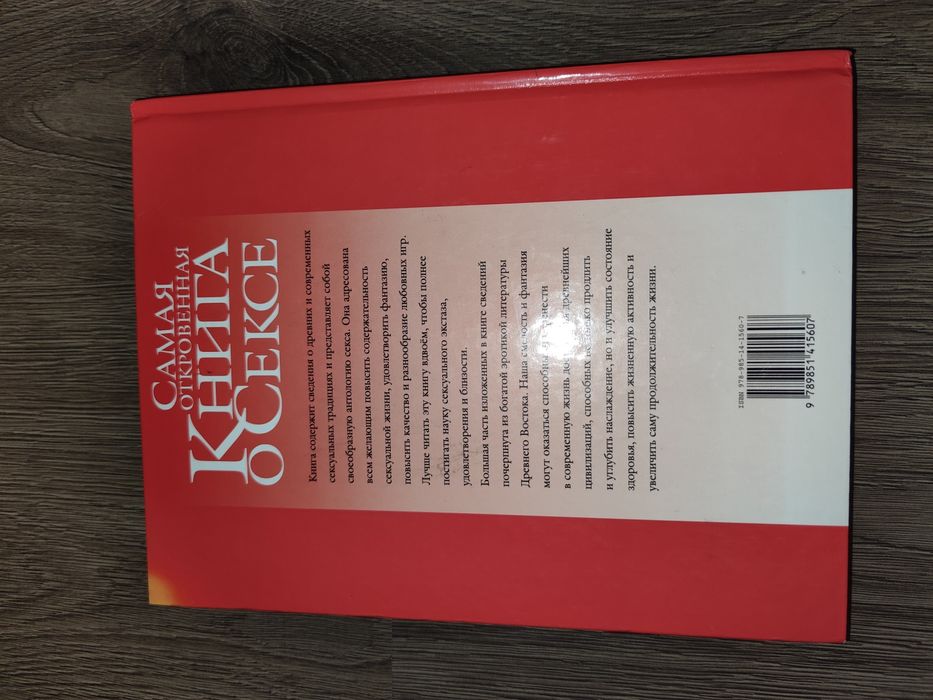 САМАЯ
ОТКРОВЕННАЯ
КНИГА
О СЕКСЕ
Книга содержит сведения о древних и современных
сексуальных традициях и представляет собой
своеобразную антологию секса. Она адресована
всем желающим повысить содержательность
сексуальной жизни, удовлетворить фантазию,
повысить качество и разнообразие любовных игр.
Лучше читать эту книгу вдвоём, чтобы полнее
постигать науку сексуального экстаза,
удовлетворения и близости.
Большая часть изложенных в книге сведений
почерпнута из богатой эротической литературы
Древнего Востока. Наша смелость и фантазия
могут оказаться
в современную жизнь древнейших
цивилизаций, способных продлить
и углубить наслаждение, но и улучшить состояние
здоровья, повысить жизненную активность и
увеличить саму продолжительность жизни.
ISBN 978-985-14-1560-7
9 789851 415607